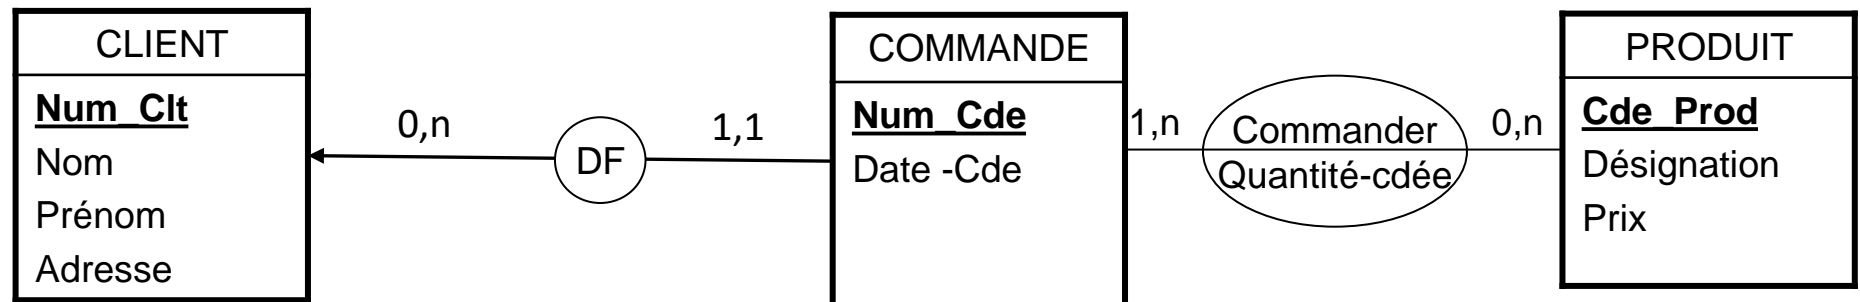 CLIENT
Num_Clt
Nom
Prénom
Adresse
0,n
DF
1,1
COMMANDE
Num_Cde
Date -Cde
1,n
Commander
Quantité-cdée
0,n
PRODUIT
Cde_Prod
Désignation
Prix